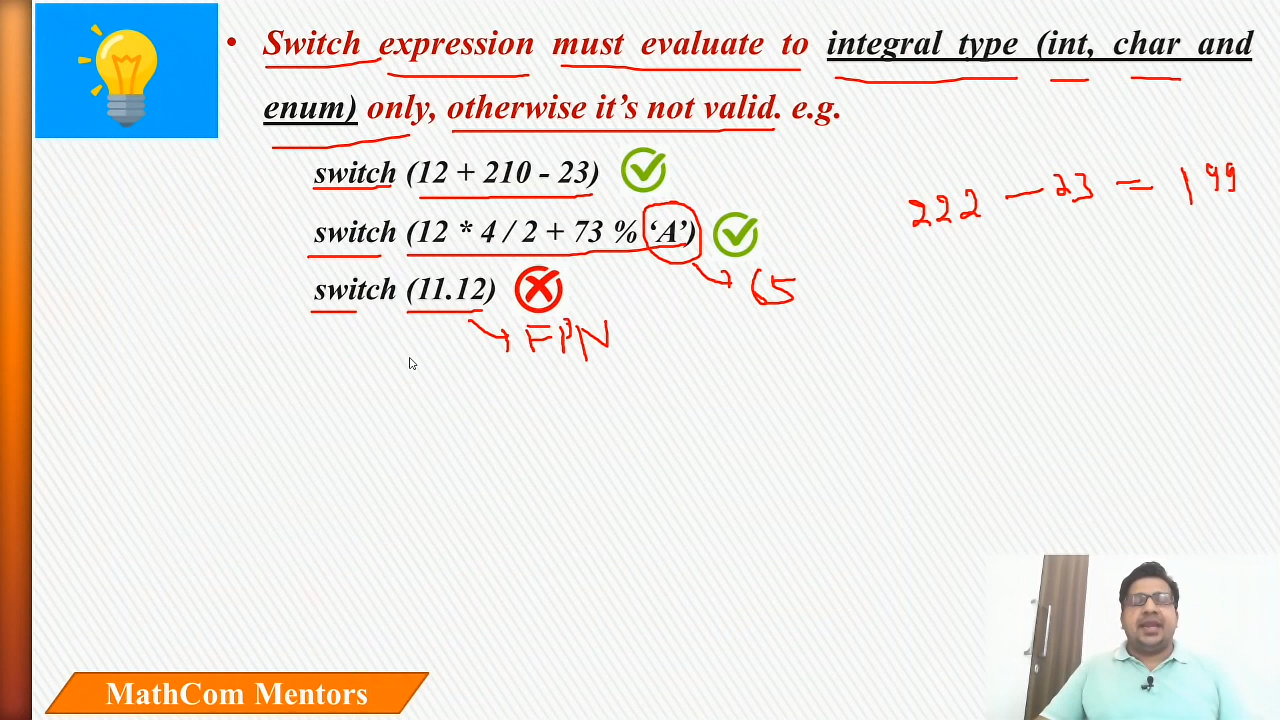 • Switch expression must evaluate to integral type (int, char and
enum) only, otherwise it's not valid. e.g.
switch (12 + 210 - 23)
222 - 23 = 199
switch (12 * 4 / 2 + 73 % ‘A’)
65
switch (11.12)
FPN
MathCom Mentors